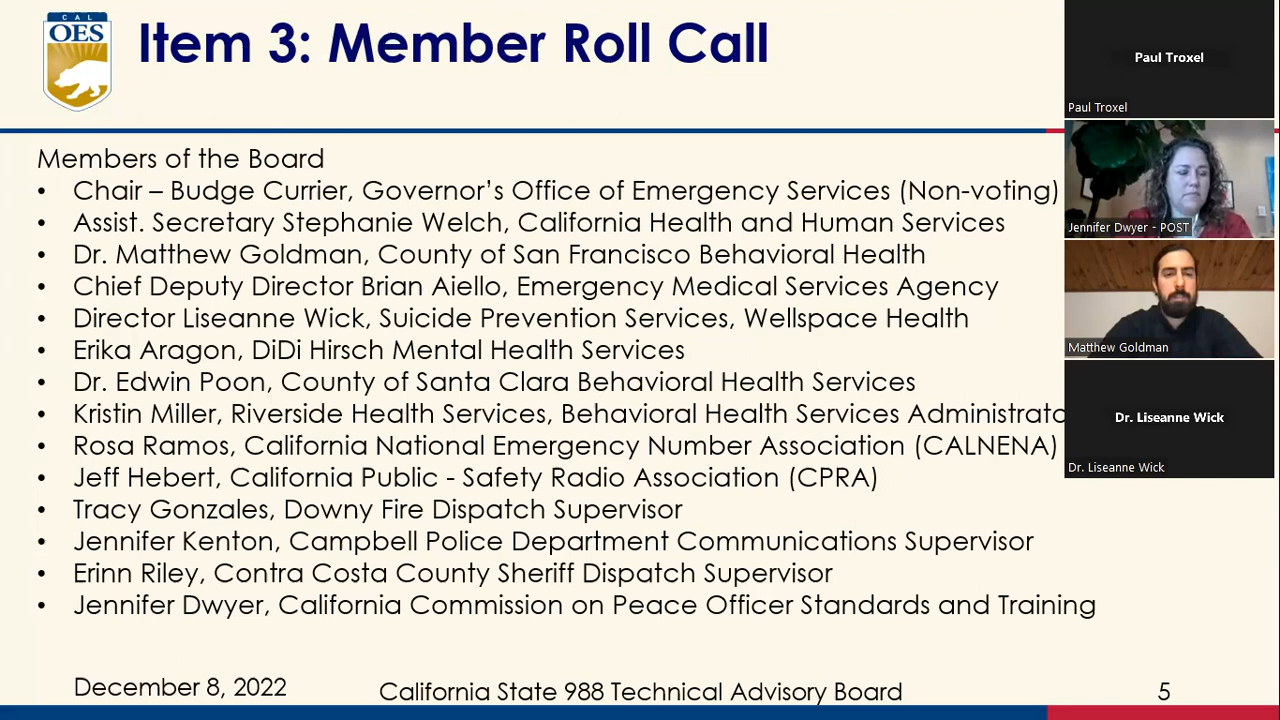 CAL
OES
Item 3: Member Roll Call
Members of the Board
• Chair – Budge Currier, Governor’s Office of Emergency Services (Non-voting)
• Assist. Secretary Stephanie Welch, California Health and Human Services
• Dr. Matthew Goldman, County of San Francisco Behavioral Health
• Chief Deputy Director Brian Aiello, Emergency Medical Services Agency
• Director Liseanne Wick, Suicide Prevention Services, Wellspace Health
• Erika Aragon, DiDi Hirsch Mental Health Services
• Dr. Edwin Poon, County of Santa Clara Behavioral Health Services
• Kristin Miller, Riverside Health Services, Behavioral Health Services Administrato
• Rosa Ramos, California National Emergency Number Association (CALNENA)
• Jeff Hebert, California Public - Safety Radio Association (CPRA)
• Tracy Gonzales, Downy Fire Dispatch Supervisor
• Jennifer Kenton, Campbell Police Department Communications Supervisor
• Erinn Riley, Contra Costa County Sheriff Dispatch Supervisor
• Jennifer Dwyer, California Commission on Peace Officer Standards and Training
December 8, 2022
California State 988 Technical Advisory Board
5
Paul Troxel
Paul Troxel
Jennifer Dwyer - POST
Matthew Goldman
Dr. Liseanne Wick
Dr. Liseanne Wick